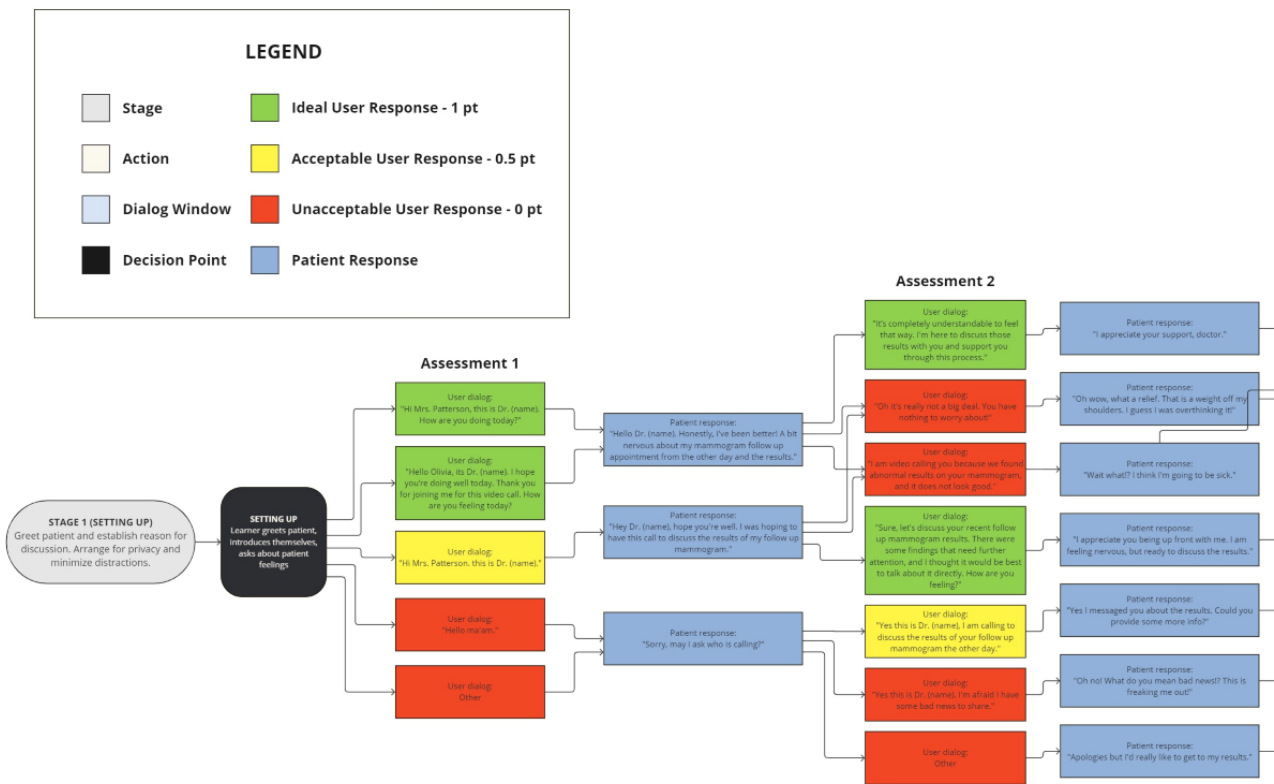 LEGEND
Stage
Action
Dialog Window
Decision Point
Ideal User Response - 1 pt
Acceptable User Response - 0.5 pt
Unacceptable User Response - 0 pt
Patient Response
STAGE 1 (SETTING UP)
Greet patient and establish reason for
discussion. Arrange for privacy and
minimize distractions.
SETTING UP
Learner greets patient,
introduces themselves,
asks about patient
feelings
Assessment 1
User dialog:
"Hi Mrs. Patterson, this is Dr. (name).
How are you doing today?"
User dialog:
"Hello Olivia, its Dr. (name). I hope
you're doing well today. Thank you
for joining me for this video call. How
are you feeling today?
User dialog:
"Hi Mrs. Patterson. this is Dr. (name)."
User dialog:
"Hello ma'am."
User dialog:
Other
Patient response:
"Hello Dr. (name). Honestly, I've been better! A bit
nervous about my mammogram follow up
appointment from the other day and the results."
Patient response:
"Hey Dr. (name), hope you're well. I was hoping to
have this call to discuss the results of my follow up
mammogram."
Patient response:
"Sorry, may I ask who is calling?"
Assessment 2
User dialog:
"It's completely understandable to feel
that way. I'm here to discuss those
results with you and support you
through this process."
User dialog:
"Oh it's really not a big deal. You have
nothing to worry about!
User dialog:
"I am video calling you because we found
abnormal results on your mammogram,
and it does not look good."
User dialog:
"Sure, let's discuss your recent follow
up mammogram results. There were
some findings that need further
attention, and I thought it would be best
to talk about it directly. How are you
feeling?"
User dialog:
"Yes this is Dr. (name), I am calling to
discuss the results of your follow up
mammogram the other day."
User dialog:
"Yes this is Dr. (name). I'm afraid I have
some bad news to share."
User dialog:
Other
Patient response:
"I appreciate your support, doctor."
Patient response:
"Oh wow, what a relief. That is a weight off my
shoulders. I guess I was overthinking it!"
Patient response:
"Wait what!? I think I'm going to be sick."
Patient response:
"I appreciate you being up front with me. I am
feeling nervous, but ready to discuss the results."
Patient response:
"Yes I messaged you about the results. Could you
provide some more info?"
Patient response:
"Oh no! What do you mean bad news!? This is
freaking me out!"
Patient response:
"Apologies but I'd really like to get to my results."